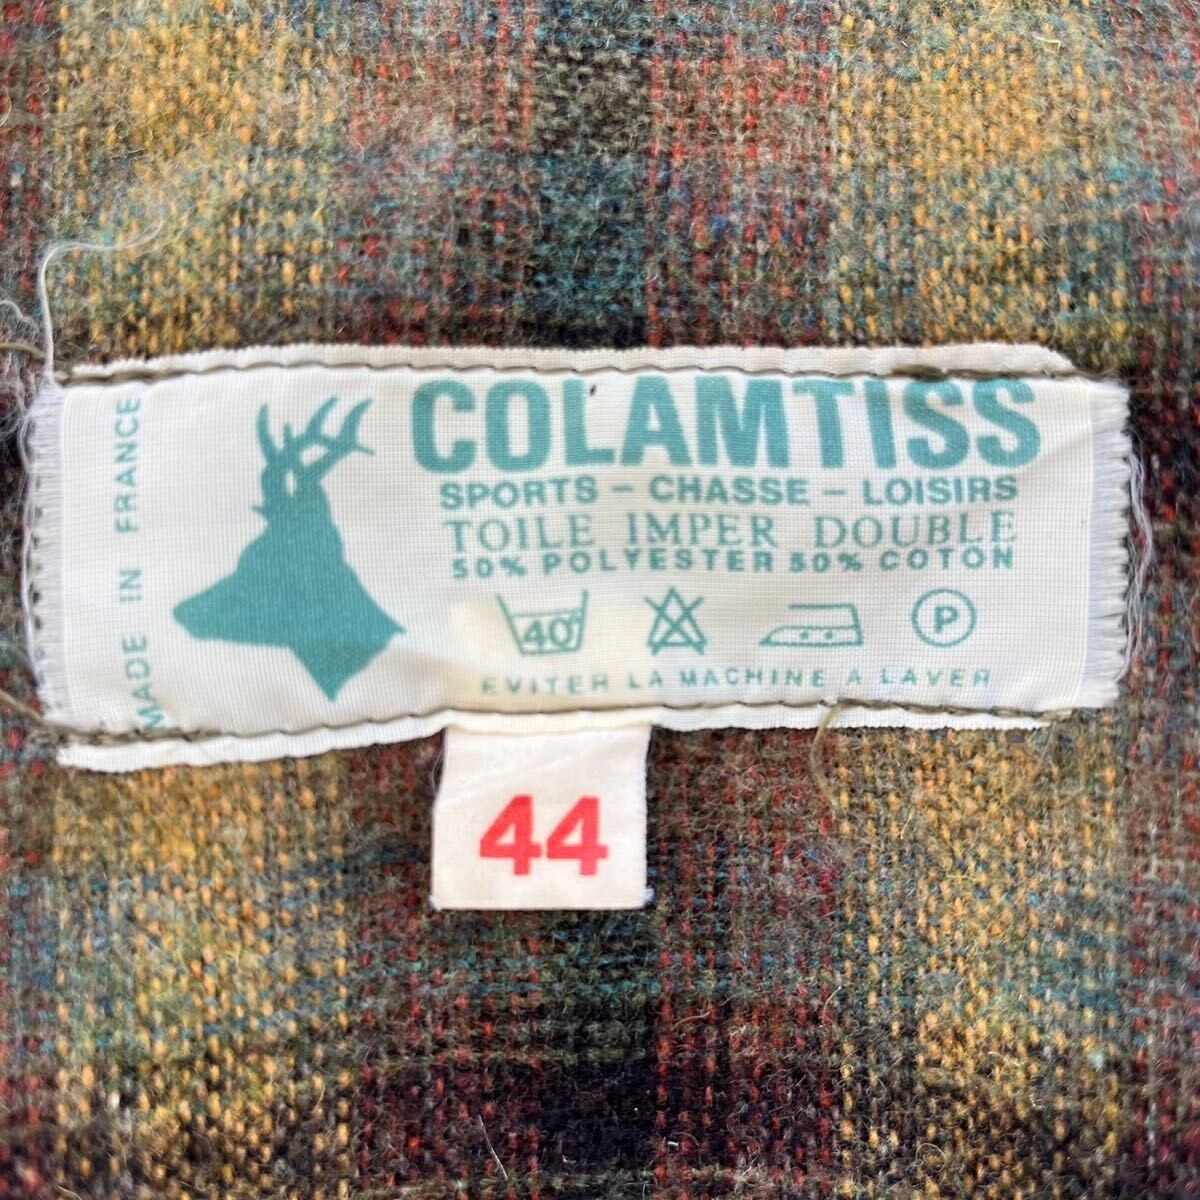 MADE IN FRANCE
COLAMTISS
SPORTS - CHASSE - LOISIRS
TOILE IMPER DOUBLE
50% POLYESTER 50% COTON
40° P
EVITER LA MACHINE A LAVER
44